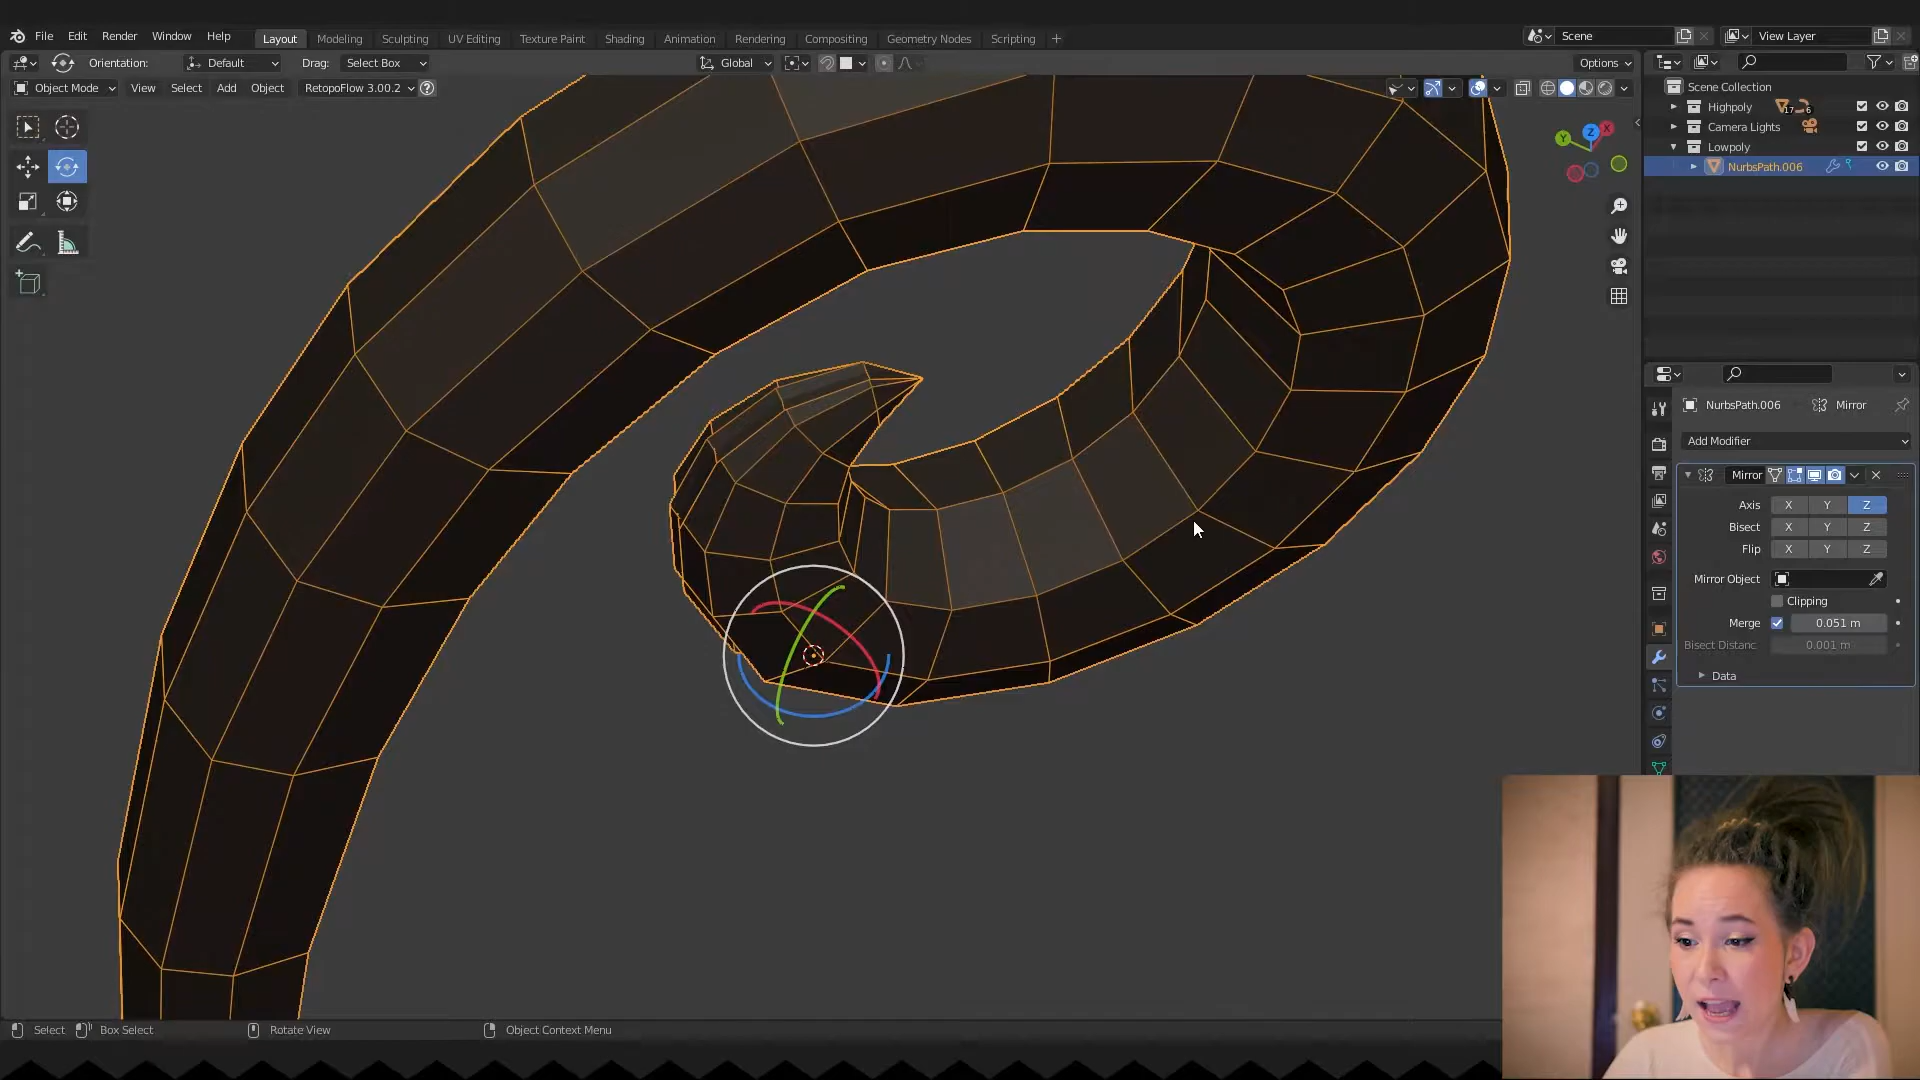 File Edit Render Window Help Layout Modeling Sculpting UV Editing Texture Paint Shading Animation Rendering Compositing Geometry Nodes Scripting + Scene View Layer
Orientation: Default Drag: Select Box Global Options
Object Mode View Select Add Object RetopoFlow 3.00.2
Scene Collection
Highpoly 17 6
Camera Lights
Lowpoly
NurbsPath.006
Y Z X
NurbsPath.006 Mirror
Add Modifier
Mirror
Axis X Y Z
Bisect X Y Z
Flip X Y Z
Mirror Object
Clipping
Merge 0.051 m
Bisect Distanc 0.001 m
Data
Select Box Select Rotate View Object Context Menu